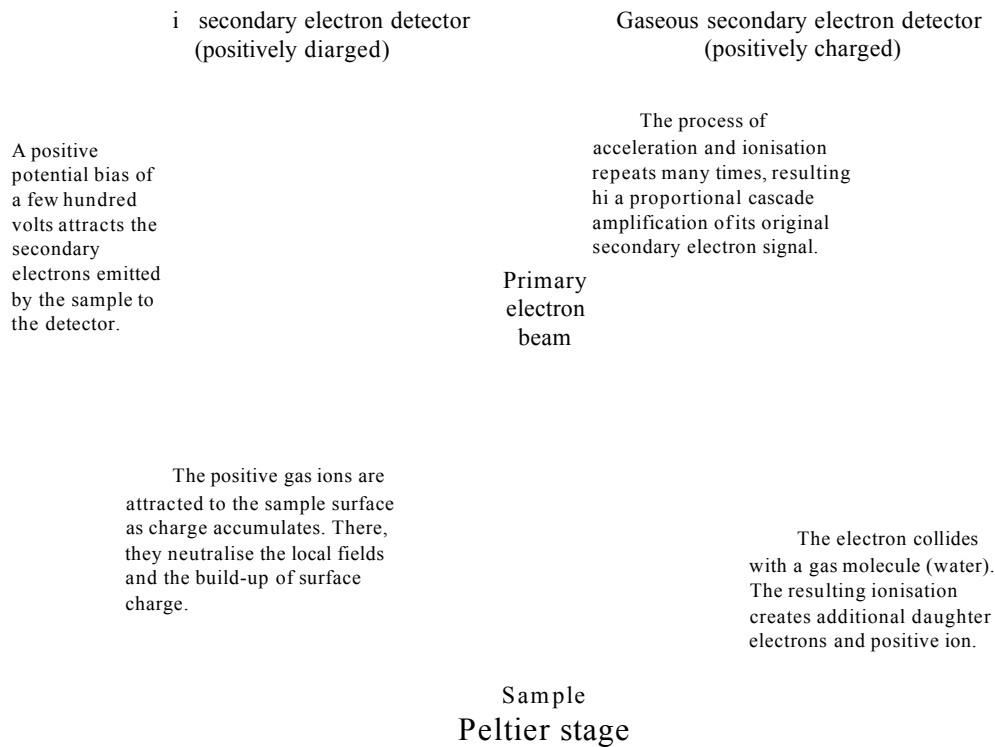 i secondary electron detector
(positively diarged)
Gaseous secondary electron detector
(positively charged)
A positive
potential bias of
a few hundred
volts attracts the
secondary
electrons emitted
by the sample to
the detector.
The process of
acceleration and ionisation
repeats many times, resulting
hi a proportional cascade
amplification of its original
secondary electron signal.
Primary
electron
beam
The positive gas ions are
attracted to the sample surface
as charge accumulates. There,
they neutralise the local fields
and the build-up of surface
charge.
The electron collides
with a gas molecule (water).
The resulting ionisation
creates additional daughter
electrons and positive ion.
Sample
Peltier stage